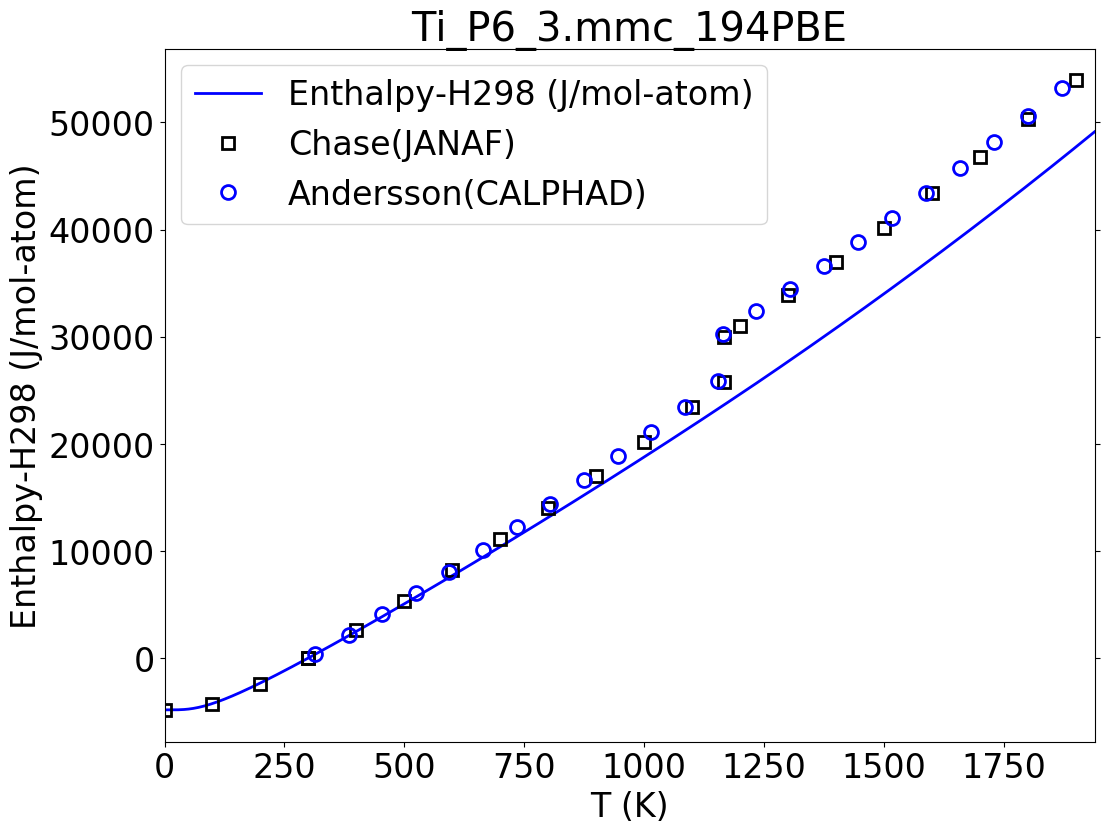 Ti_P6_3.mmc_194PBE
Enthalpy-H298 (J/mol-atom)
Chase(JANAF)
Andersson(CALPHAD)
Enthalpy-H298 (J/mol-atom)
50000
40000
30000
20000
10000
0
0 250 500 750 1000 1250 1500 1750
T (K)